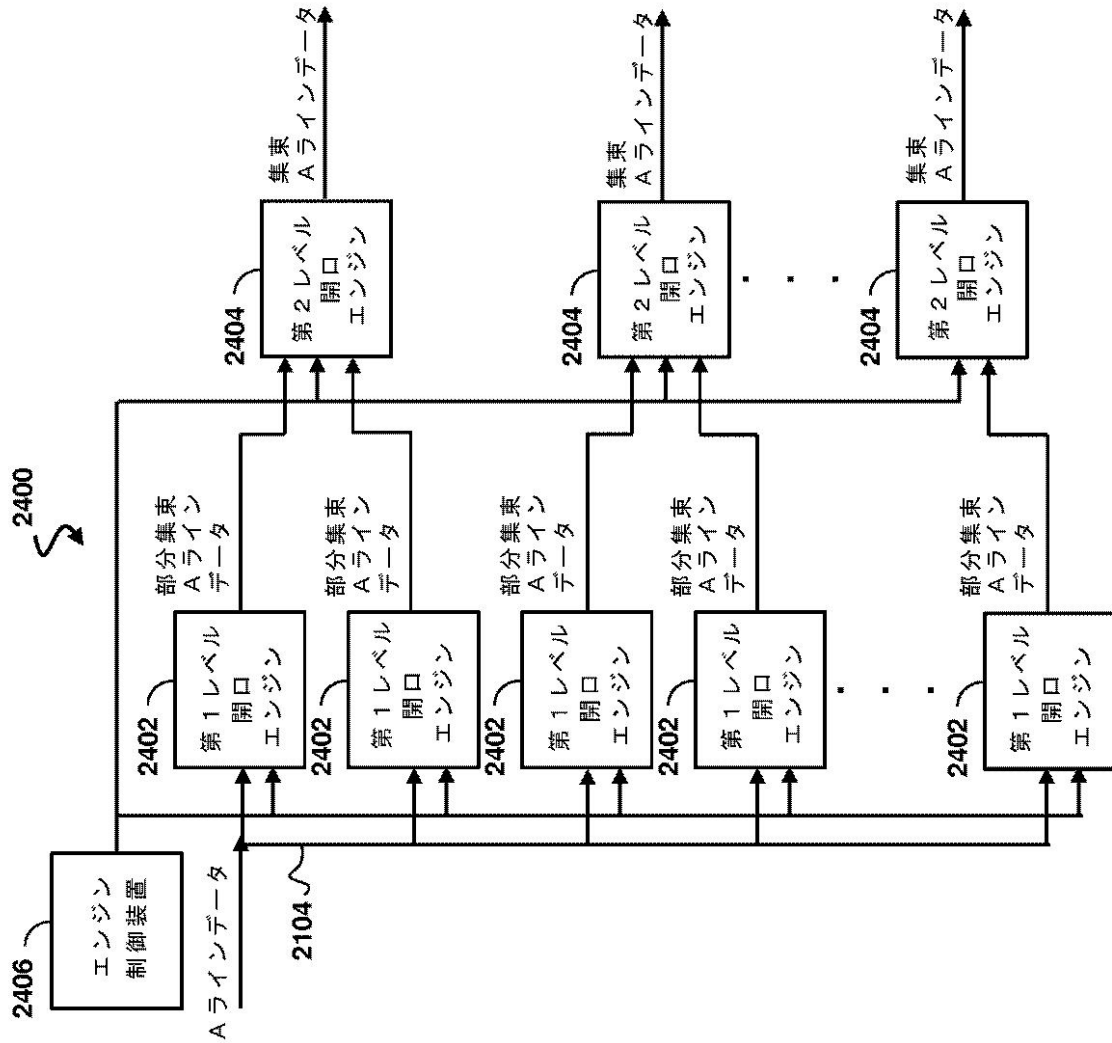 2400
2406
エンジン
制御装置
Aラインデータ
2104
2402
第1レベル
開口
エンジン
部分集束
Aライン
データ
2402
第1レベル
開口
エンジン
部分集束
Aライン
データ
2402
第1レベル
開口
エンジン
部分集束
Aライン
データ
2402
第1レベル
開口
エンジン
部分集束
Aライン
データ
・・・
2402
第1レベル
開口
エンジン
部分集束
Aライン
データ
2404
第2レベル
開口
エンジン
集束
Aラインデータ
2404
第2レベル
開口
エンジン
集束
Aラインデータ
・・・
2404
第2レベル
開口
エンジン
集束
Aラインデータ